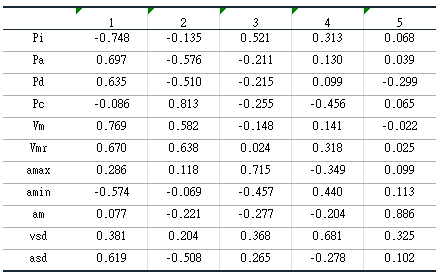 1 2 3 4 5
Pi -0.748 -0.135 0.521 0.313 0.068
Pa 0.697 -0.576 -0.211 0.130 0.039
Pd 0.635 -0.510 -0.215 0.099 -0.299
Pc -0.086 0.813 -0.255 -0.456 0.065
Vm 0.769 0.582 -0.148 0.141 -0.022
Vmr 0.670 0.638 0.024 0.318 0.025
amax 0.286 0.118 0.715 -0.349 0.099
amin -0.574 -0.069 -0.457 0.440 0.113
am 0.077 -0.221 -0.277 -0.204 0.886
vsd 0.381 0.204 0.368 0.681 0.325
asd 0.619 -0.508 0.265 -0.278 0.102